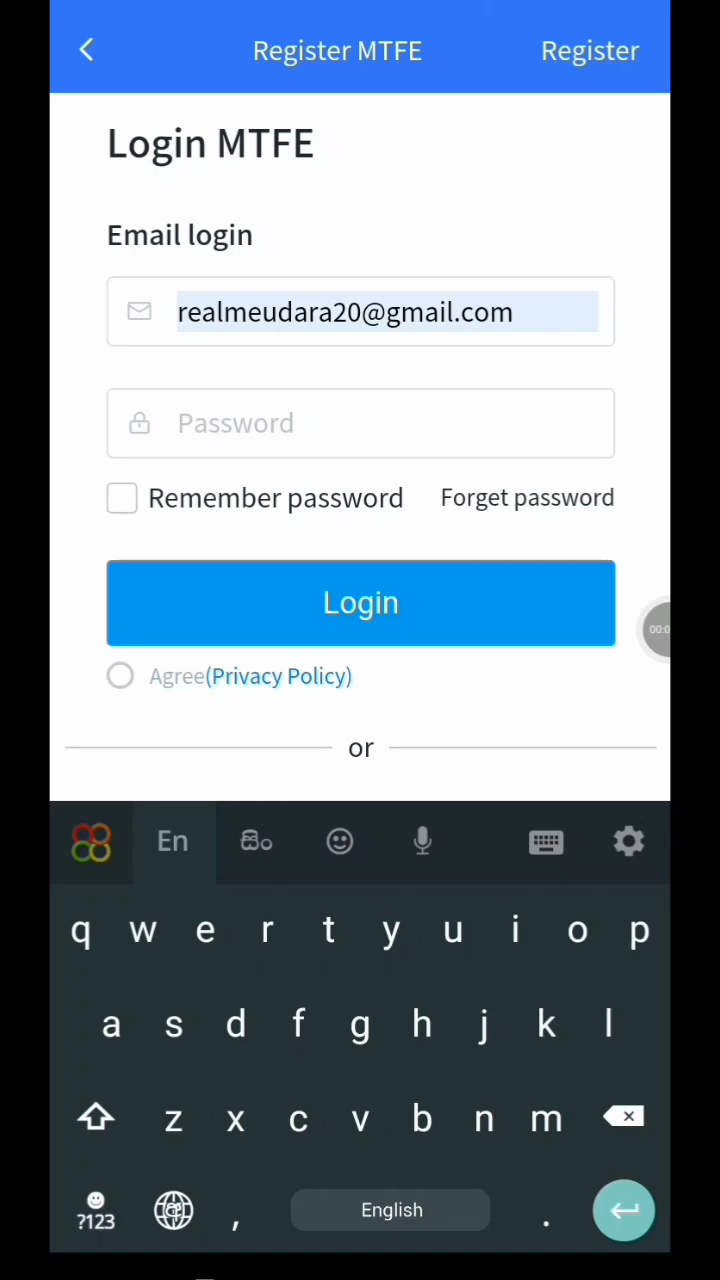 Register MTFE Register
Login MTFE
Email login
realmeudara20@gmail.com
Password
Remember password Forget password
Login
Agree(Privacy Policy)
or
En සිං
q w e r t y u i o p
a s d f g h j k l
z x c v b n m
?123 , English .